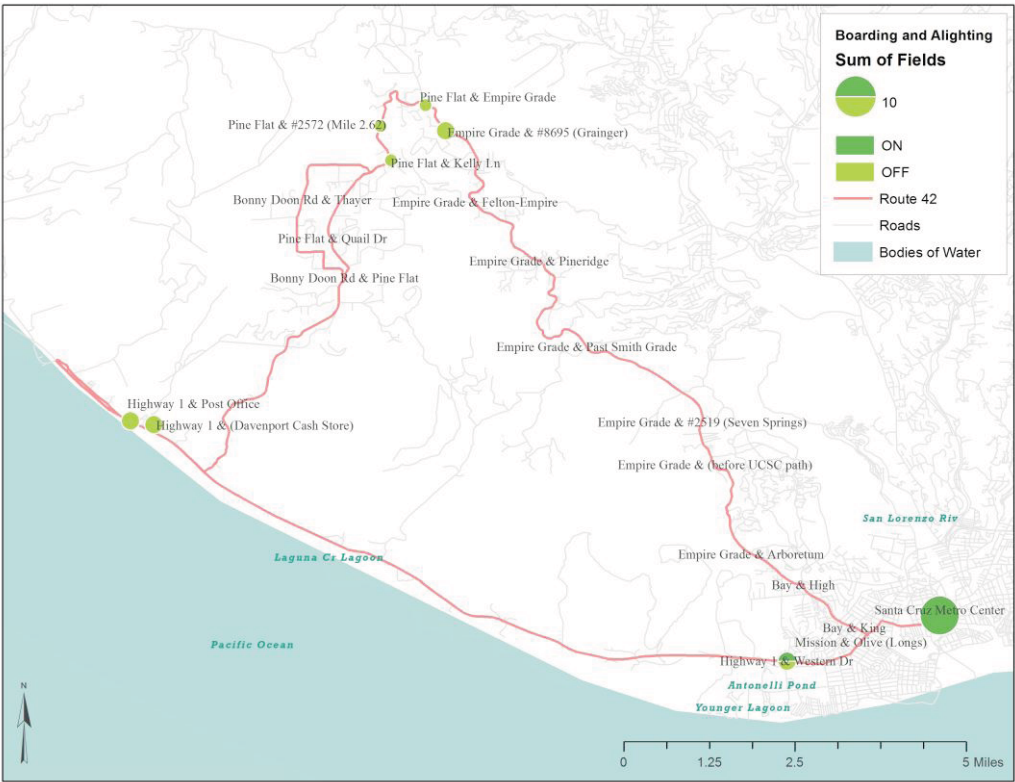 Boarding and Alighting
Sum of Fields
10
ON
OFF
Route 42
Roads
Bodies of Water
Pine Flat & Empire Grade
Pine Flat & #2572 (Mile 2.62)
Empire Grade & #8695 (Grainger)
Pine Flat & Kelly Ln
Bonny Doon Rd & Thayer
Empire Grade & Felton-Empire
Pine Flat & Quail Dr
Empire Grade & Pineridge
Bonny Doon Rd & Pine Flat
Empire Grade & Past Smith Grade
Highway 1 & Post Office
Highway 1 & (Davenport Cash Store)
Empire Grade & #2519 (Seven Springs)
Empire Grade & (before UCSC path)
San Lorenzo Riv
Laguna Cr Lagoon
Empire Grade & Arboretum
Bay & High
Santa Cruz Metro Center
Bay & King
Mission & Olive (Longs)
Pacific Ocean
Highway 1 & Western Dr
Antonelli Pond
Younger Lagoon
N
0 1.25 2.5 5 Miles